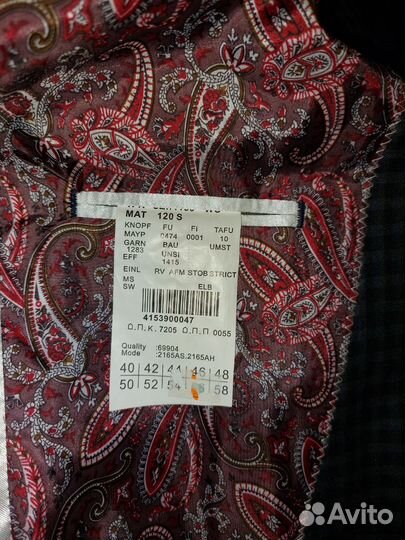 MAT 120 S
KNOPF FU FI TAFU
MAYP 0474 0001 10
GARN BAU UMST
1283
EFF UNSI
1415
EINL RV AFM STOB STRICT
MS
SW ELB
4153900047
Ω.Π.Κ. 7205 Ω.Π.Π 0055
Quality :69904
Mode :2165AS.2165AH
40 42 44 46 48
50 52 54 58
Avito